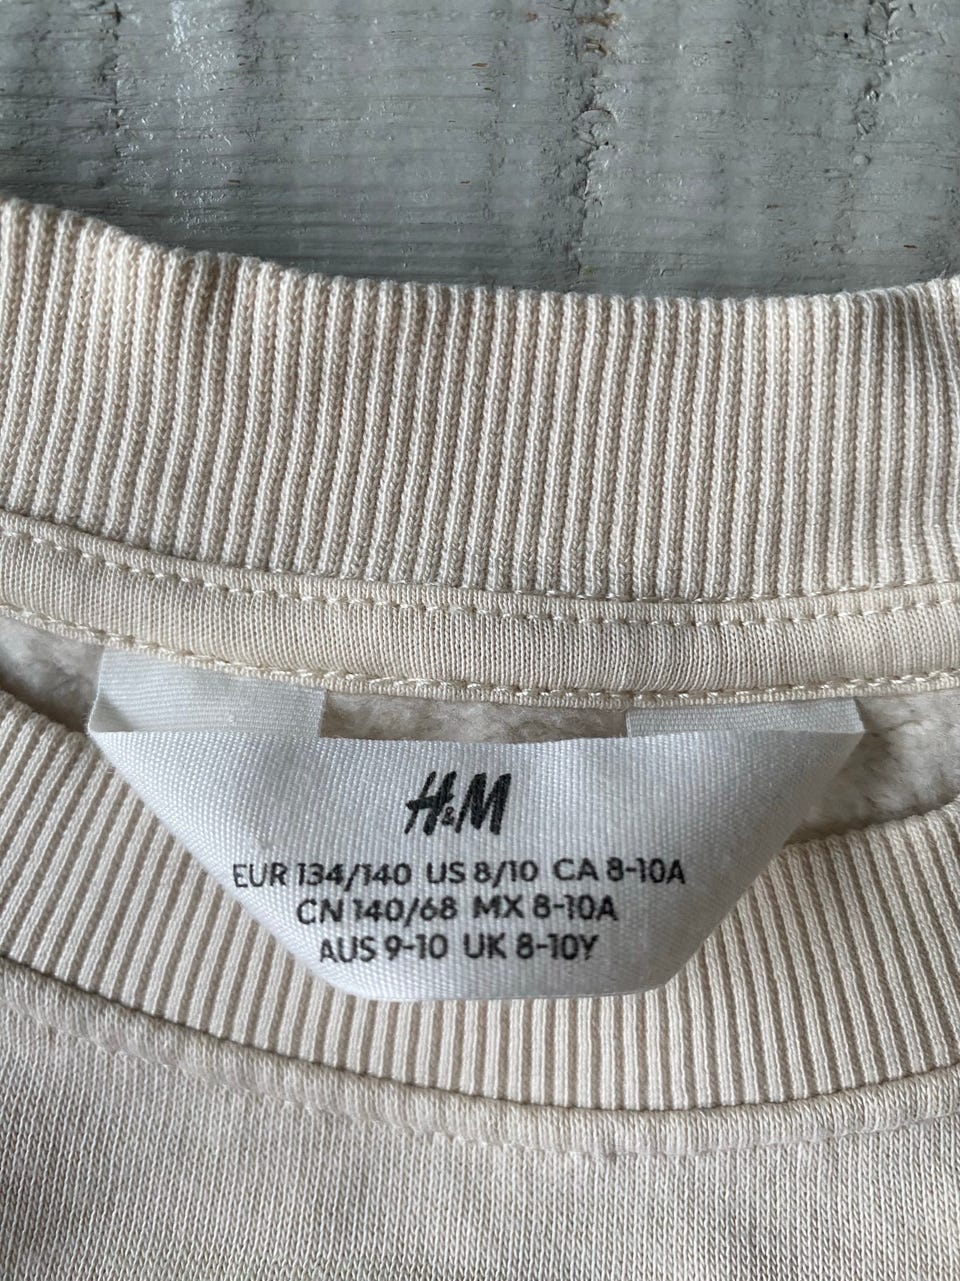 H&M
EUR 134/140 US 8/10 CA 8-10A
CN 140/68 MX 8-10A
AUS 9-10 UK 8-10Y